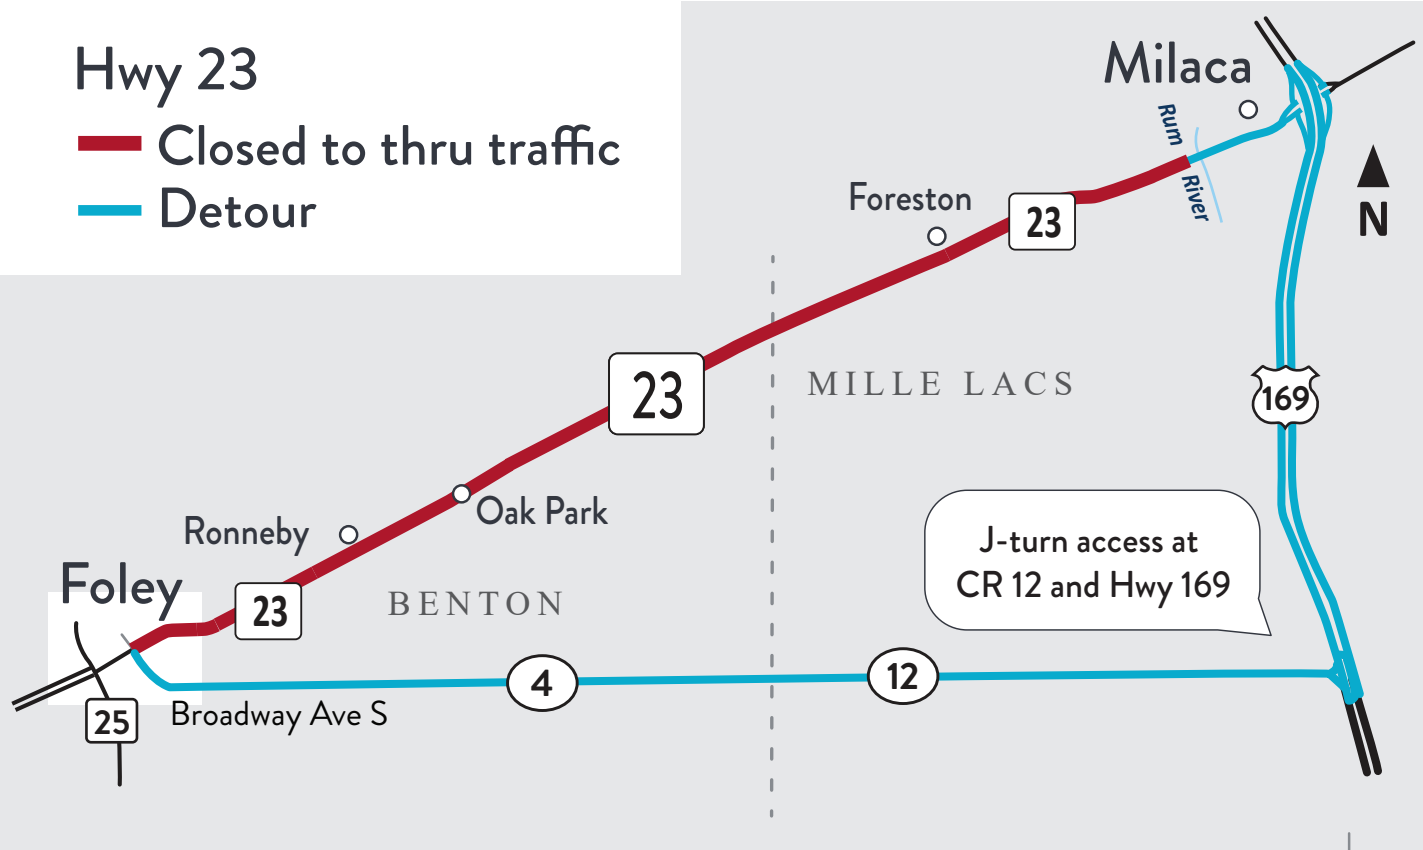 Hwy 23
Closed to thru traffic
Detour
Milaca
Rum
River
Foreston
23
N
23
MILLE LACS
169
Oak Park
Ronneby
J-turn access at
CR 12 and Hwy 169
Foley
23
BENTON
4
12
25
Broadway Ave S